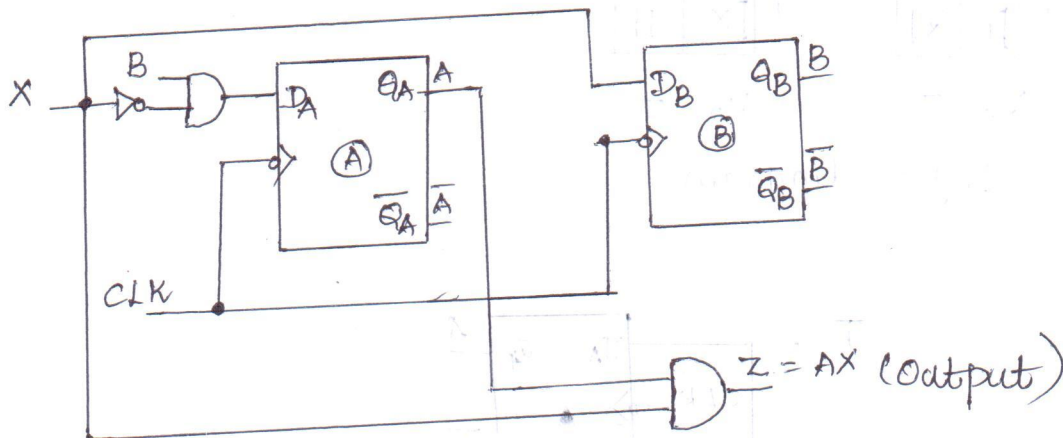 X
B
D_A
Q_A
A
Ⓐ
Q̅_A
A̅
CLK
D_B
Q_B
B
Ⓑ
Q̅_B
B̅
Z = AX (Output)